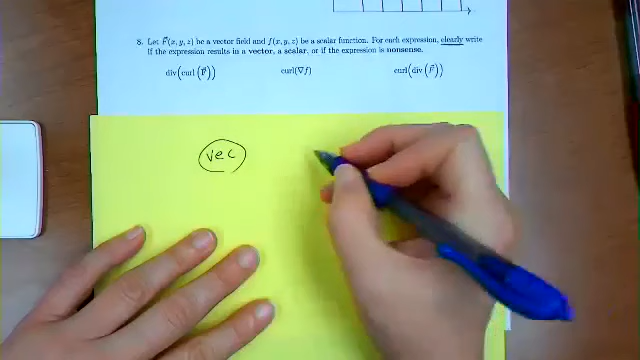 8. Let F⃗(x, y, z) be a vector field and f(x, y, z) be a scalar function. For each expression, clearly write
if the expression results in a vector, a scalar, or if the expression is nonsense.
div(curl(F⃗)) curl(∇f) curl(div(F⃗))
vec